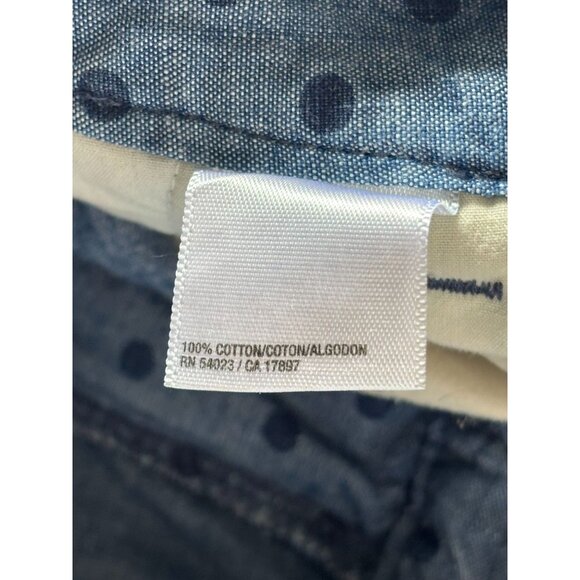 100% COTTON/COTON/ALGODON
RN 54023 / CA 17897